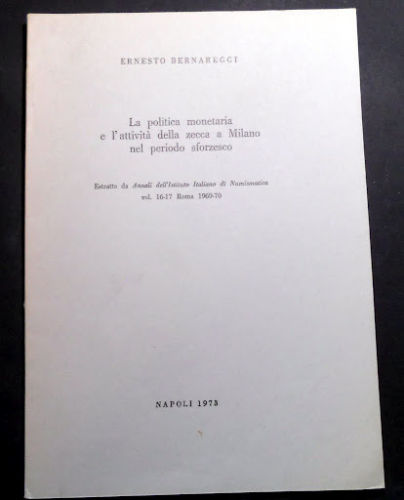 ERNESTO BERNAREGGI
La politica monetaria
e l'attività della zecca a Milano
nel periodo sforzesco
Estratto da Annali dell'Istituto Italiano di Numismatica
vol. 16-17 Roma 1969-70
NAPOLI 1973